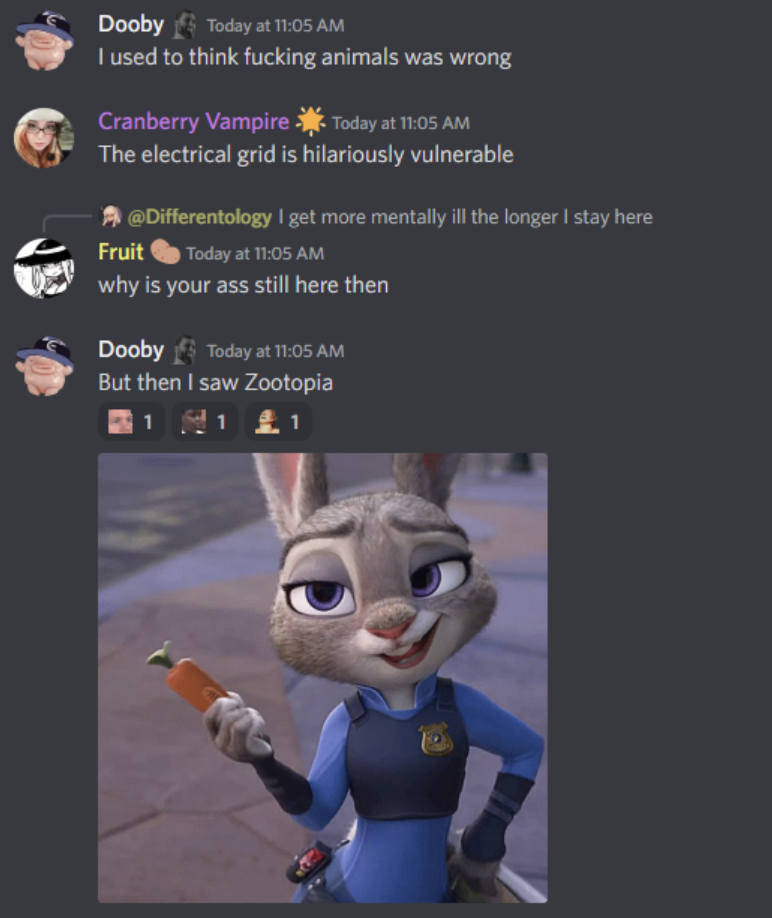 Dooby Today at 11:05 AM
I used to think fucking animals was wrong
Cranberry Vampire Today at 11:05 AM
The electrical grid is hilariously vulnerable
@Differentology I get more mentally ill the longer I stay here
Fruit Today at 11:05 AM
why is your ass still here then
Dooby Today at 11:05 AM
But then I saw Zootopia
1 1 1